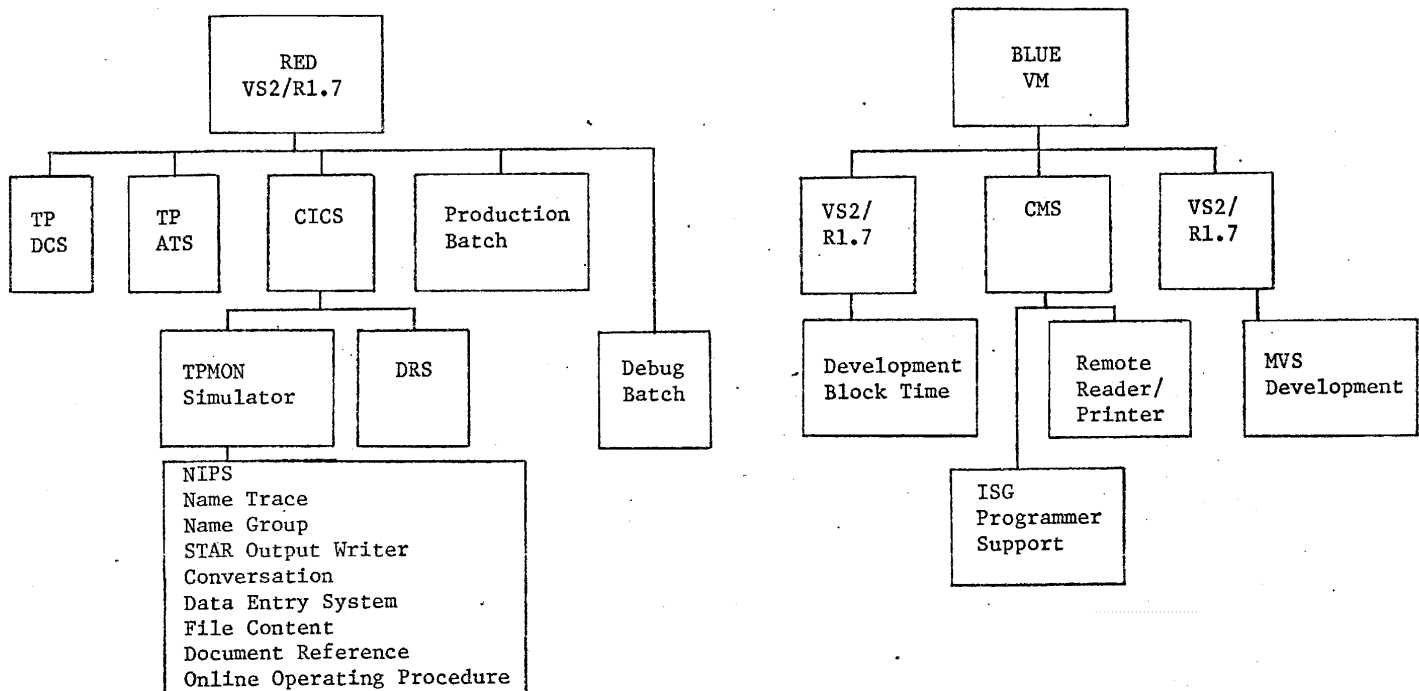 RED
VS2/R1.7
TP
DCS
TP
ATS
CICS
Production
Batch
TPMON
Simulator
DRS
Debug
Batch
NIPS
Name Trace
Name Group
STAR Output Writer
Conversation
Data Entry System
File Content
Document Reference
Online Operating Procedure
BLUE
VM
VS2/
R1.7
CMS
VS2/
R1.7
Development
Block Time
Remote
Reader/
Printer
MVS
Development
ISG
Programmer
Support